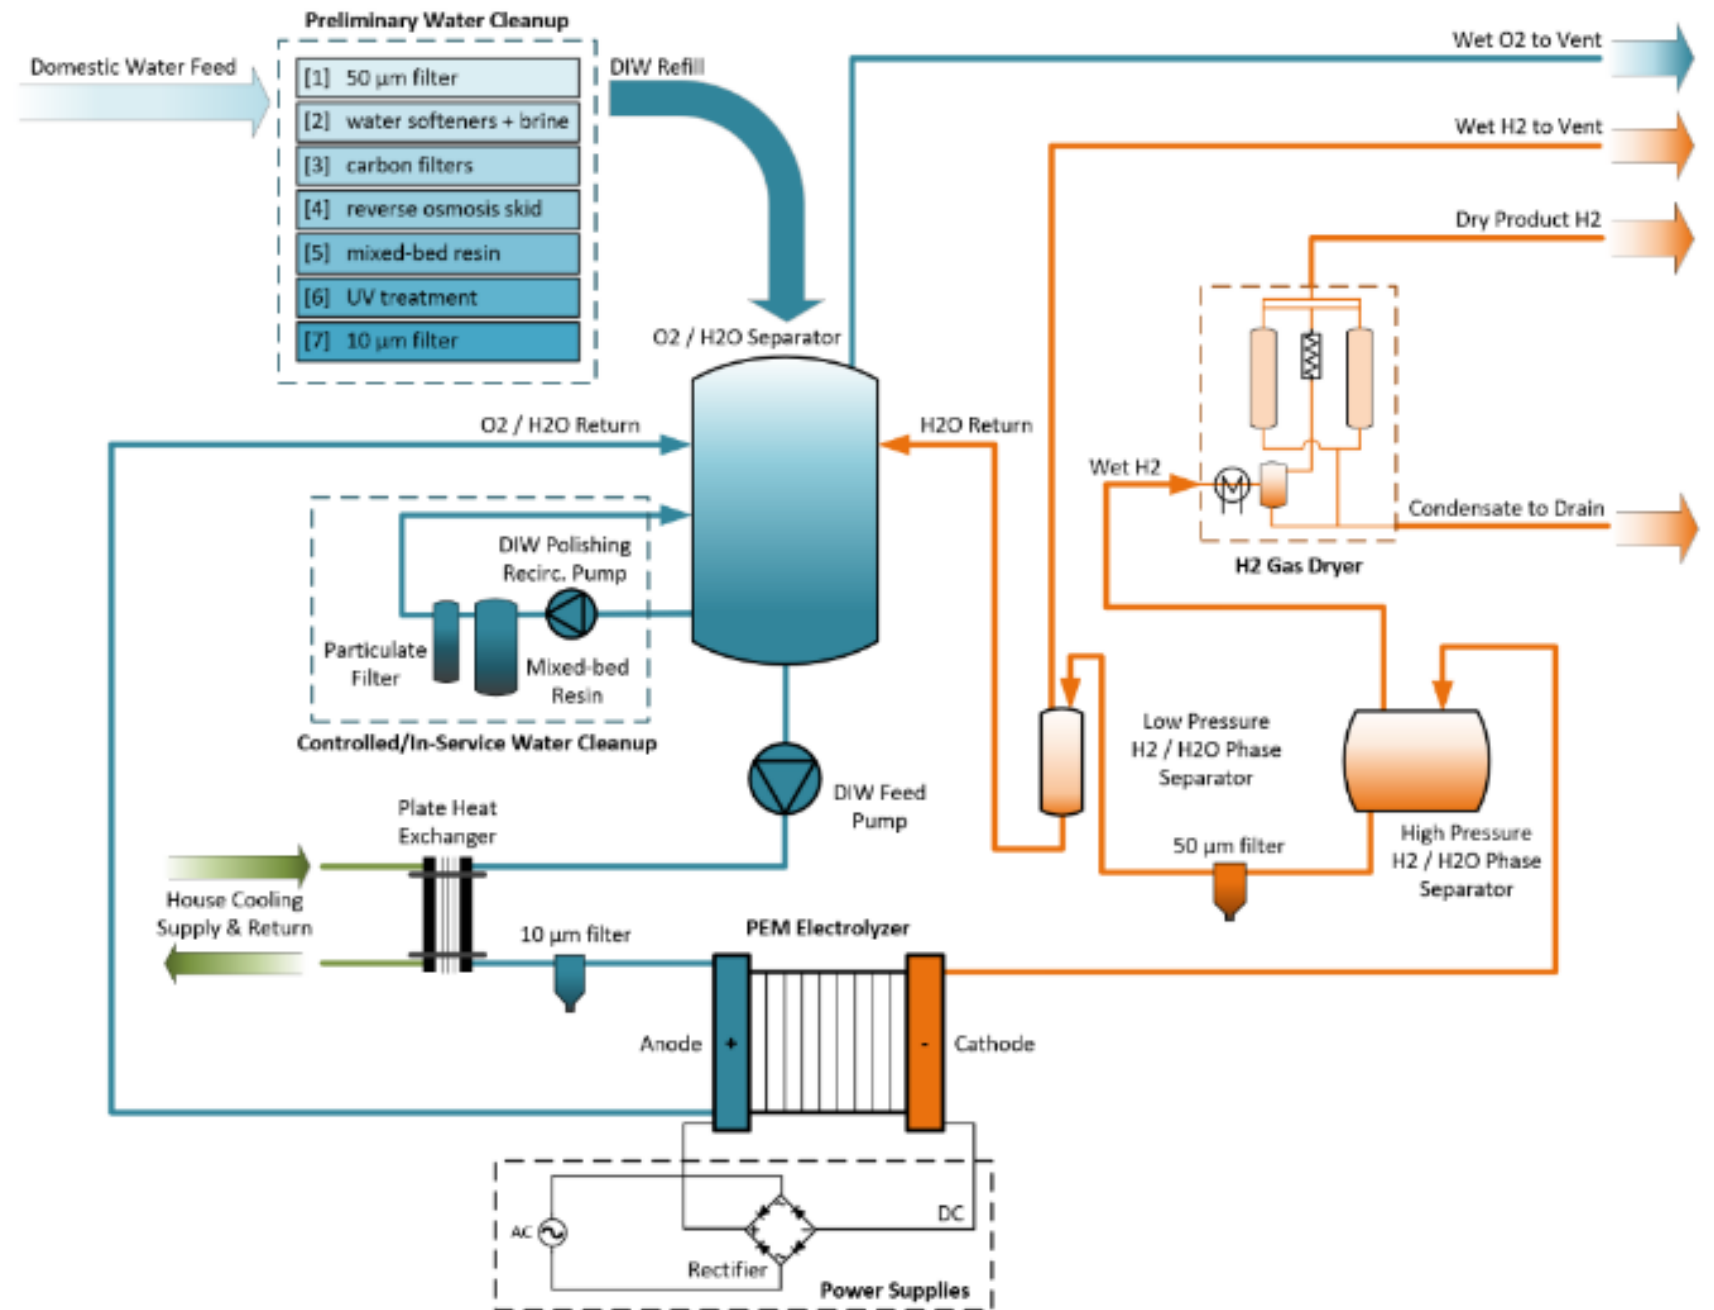 Preliminary Water Cleanup
Domestic Water Feed
[1] 50 µm filter
[2] water softeners + brine
[3] carbon filters
[4] reverse osmosis skid
[5] mixed-bed resin
[6] UV treatment
[7] 10 µm filter
DIW Refill
Wet O2 to Vent
Wet H2 to Vent
Dry Product H2
O2 / H2O Separator
O2 / H2O Return
H2O Return
Wet H2
Condensate to Drain
H2 Gas Dryer
DIW Polishing
Recirc. Pump
Particulate
Filter
Mixed-bed
Resin
Controlled/In-Service Water Cleanup
Low Pressure
H2 / H2O Phase
Separator
DIW Feed
Pump
Plate Heat
Exchanger
50 µm filter
High Pressure
H2 / H2O Phase
Separator
House Cooling
Supply & Return
10 µm filter
PEM Electrolyzer
Anode
+
-
Cathode
AC
DC
Rectifier
Power Supplies